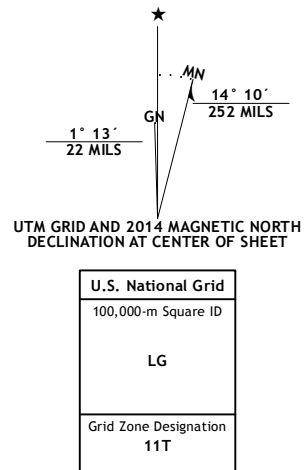 ★
MN
GN
1° 13´
22 MILS
14° 10´
252 MILS
UTM GRID AND 2014 MAGNETIC NORTH
DECLINATION AT CENTER OF SHEET
U.S. National Grid
100,000-m Square ID
LG
Grid Zone Designation
11T